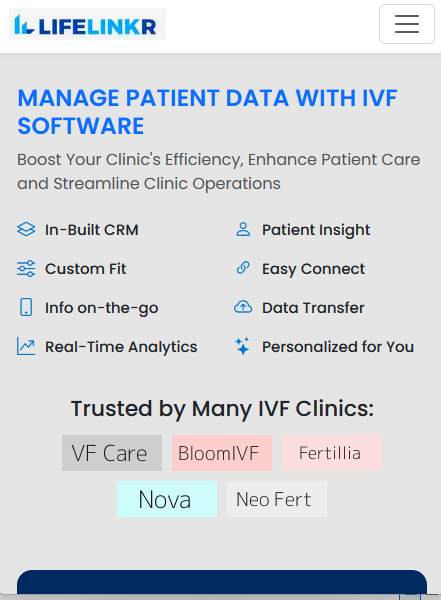 LIFELINKR
MANAGE PATIENT DATA WITH IVF
SOFTWARE
Boost Your Clinic's Efficiency, Enhance Patient Care
and Streamline Clinic Operations
In-Built CRM
Patient Insight
Custom Fit
Easy Connect
Info on-the-go
Data Transfer
Real-Time Analytics
Personalized for You
Trusted by Many IVF Clinics:
VF Care
BloomIVF
Fertillia
Nova
Neo Fert